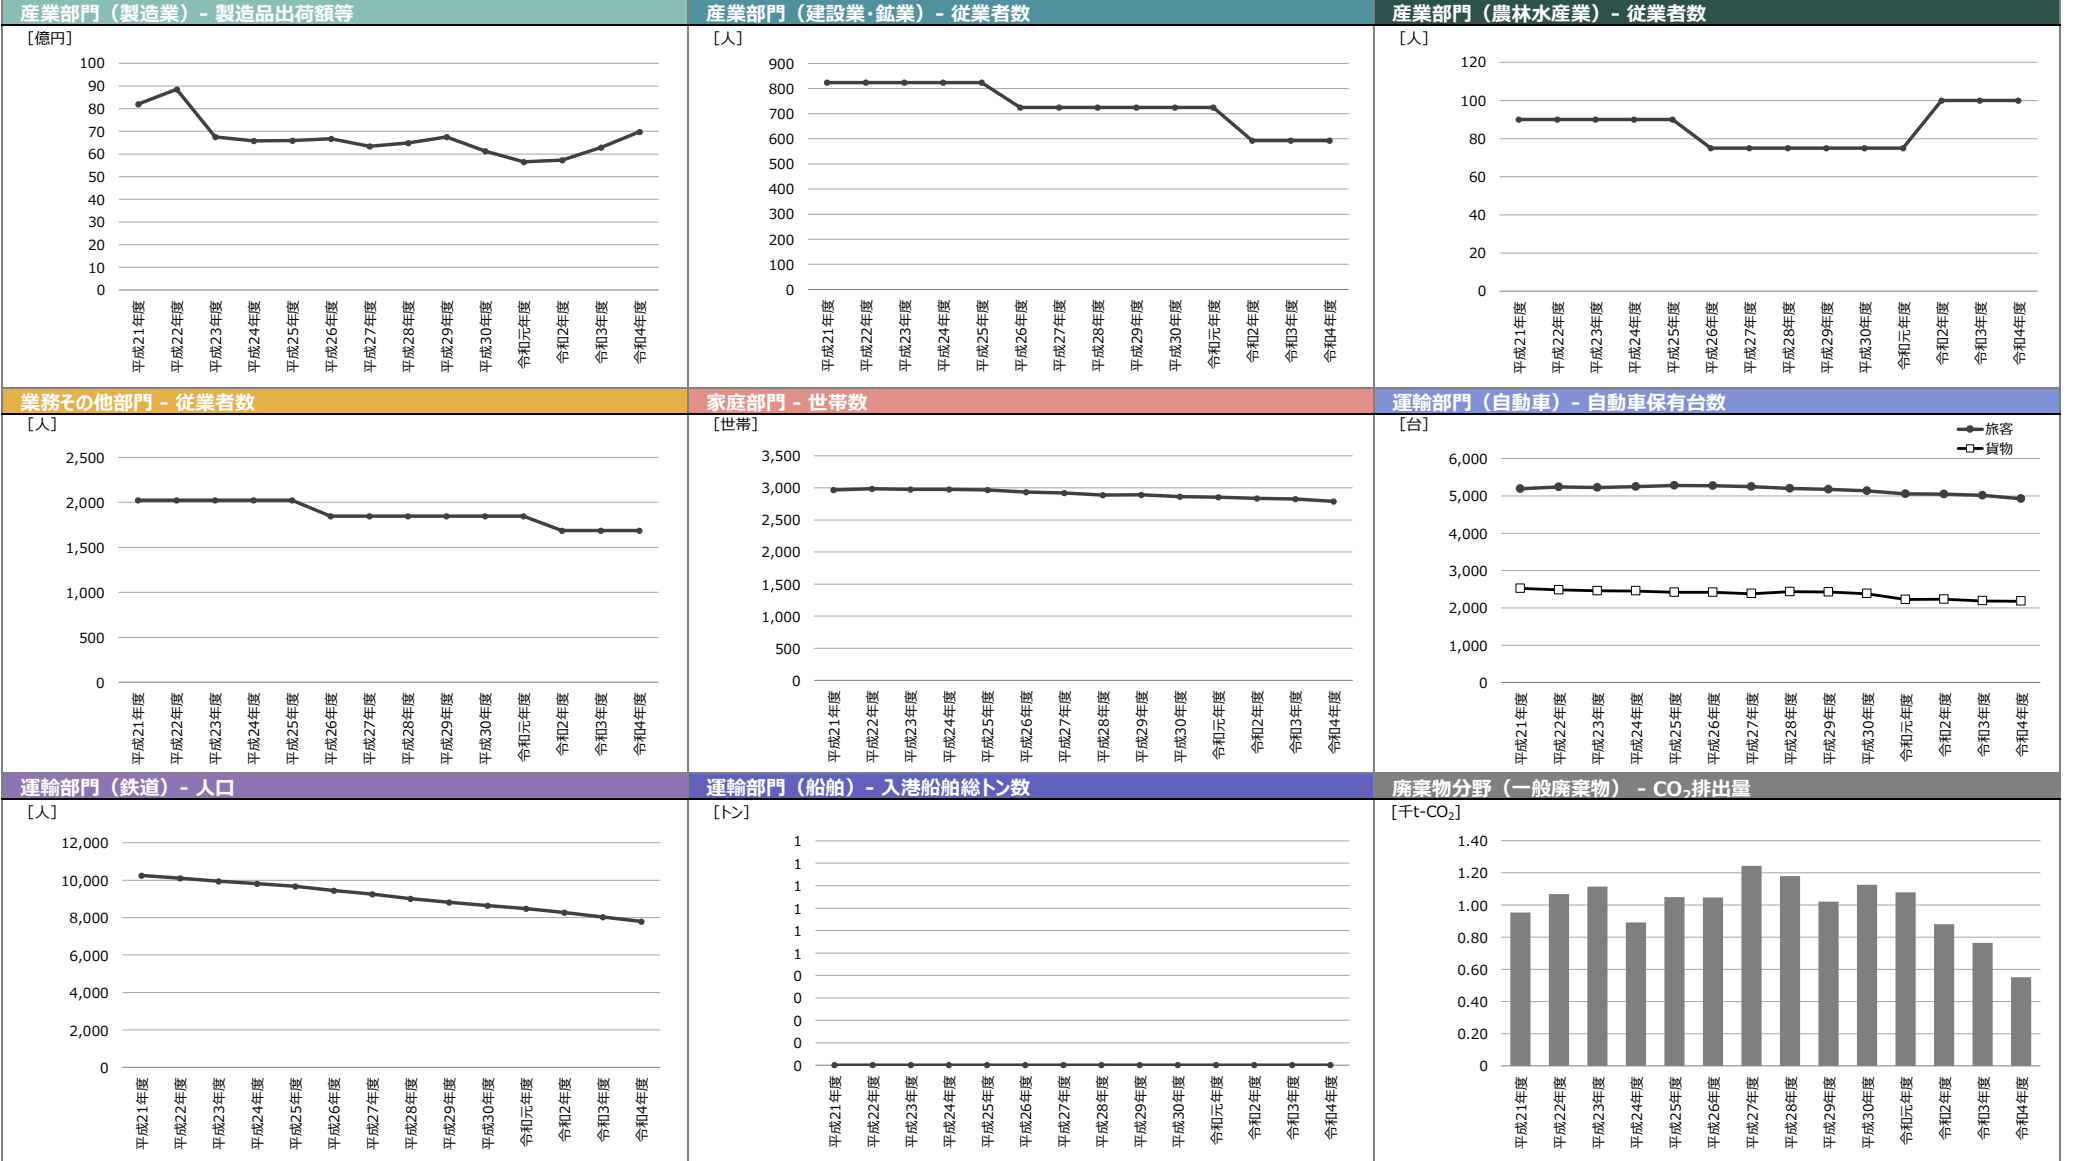 産業部門（製造業）- 製造品出荷額等
[億円]
100
90
80
70
60
50
40
30
20
10
0
平成21年度
平成22年度
平成23年度
平成24年度
平成25年度
平成26年度
平成27年度
平成28年度
平成29年度
平成30年度
令和元年度
令和2年度
令和3年度
令和4年度
産業部門（建設業・鉱業）- 従業者数
[人]
900
800
700
600
500
400
300
200
100
0
平成21年度
平成22年度
平成23年度
平成24年度
平成25年度
平成26年度
平成27年度
平成28年度
平成29年度
平成30年度
令和元年度
令和2年度
令和3年度
令和4年度
産業部門（農林水産業）- 従業者数
[人]
120
100
80
60
40
20
0
平成21年度
平成22年度
平成23年度
平成24年度
平成25年度
平成26年度
平成27年度
平成28年度
平成29年度
平成30年度
令和元年度
令和2年度
令和3年度
令和4年度
業務その他部門 - 従業者数
[人]
2,500
2,000
1,500
1,000
500
0
平成21年度
平成22年度
平成23年度
平成24年度
平成25年度
平成26年度
平成27年度
平成28年度
平成29年度
平成30年度
令和元年度
令和2年度
令和3年度
令和4年度
家庭部門 - 世帯数
[世帯]
3,500
3,000
2,500
2,000
1,500
1,000
500
0
平成21年度
平成22年度
平成23年度
平成24年度
平成25年度
平成26年度
平成27年度
平成28年度
平成29年度
平成30年度
令和元年度
令和2年度
令和3年度
令和4年度
運輸部門（自動車）- 自動車保有台数
[台]
旅客
貨物
6,000
5,000
4,000
3,000
2,000
1,000
0
平成21年度
平成22年度
平成23年度
平成24年度
平成25年度
平成26年度
平成27年度
平成28年度
平成29年度
平成30年度
令和元年度
令和2年度
令和3年度
令和4年度
運輸部門（鉄道）- 人口
[人]
12,000
10,000
8,000
6,000
4,000
2,000
0
平成21年度
平成22年度
平成23年度
平成24年度
平成25年度
平成26年度
平成27年度
平成28年度
平成29年度
平成30年度
令和元年度
令和2年度
令和3年度
令和4年度
運輸部門（船舶）- 入港船舶総トン数
[トン]
1
1
1
1
1
1
0
0
0
0
0
平成21年度
平成22年度
平成23年度
平成24年度
平成25年度
平成26年度
平成27年度
平成28年度
平成29年度
平成30年度
令和元年度
令和2年度
令和3年度
令和4年度
廃棄物分野（一般廃棄物） - CO₂排出量
[千t-CO₂]
1.40
1.20
1.00
0.80
0.60
0.40
0.20
0
平成21年度
平成22年度
平成23年度
平成24年度
平成25年度
平成26年度
平成27年度
平成28年度
平成29年度
平成30年度
令和元年度
令和2年度
令和3年度
令和4年度